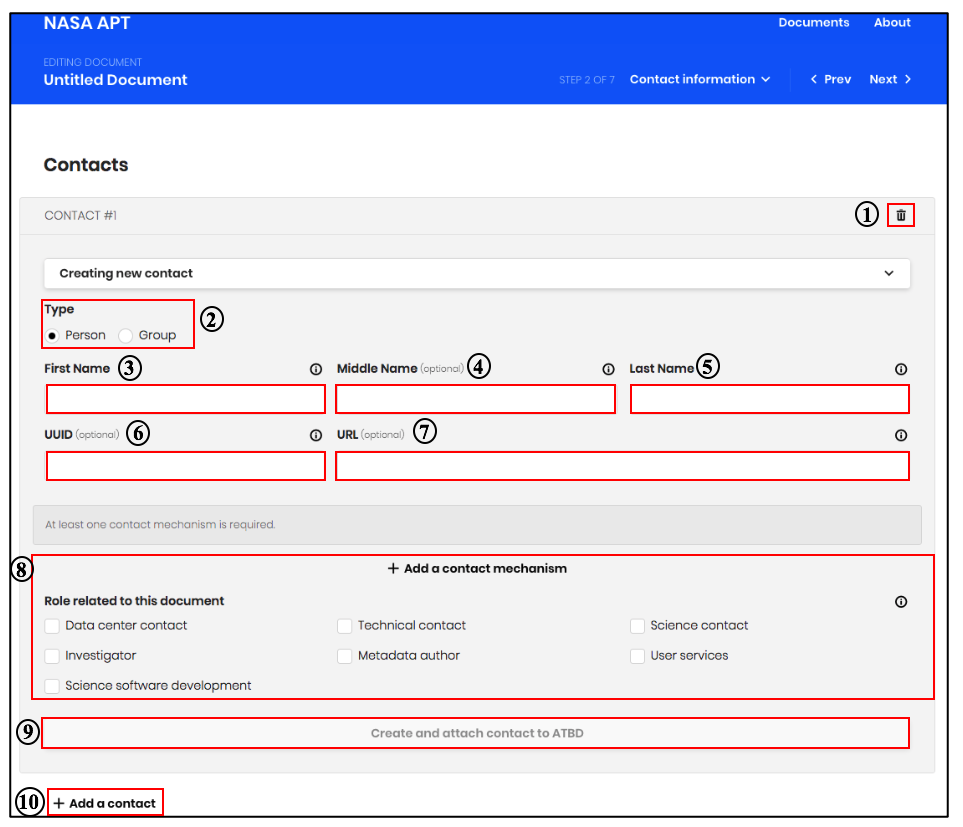 NASA APT Documents About
EDITING DOCUMENT
Untitled Document STEP 2 OF 7 Contact information Prev Next
Contacts
CONTACT #1 1
Creating new contact
Type
2
Person Group
First Name 3 Middle Name (optional) 4 Last Name 5
UUID (optional) 6 URL (optional) 7
At least one contact mechanism is required.
8 + Add a contact mechanism
Role related to this document
Data center contact Technical contact Science contact
Investigator Metadata author User services
Science software development
9 Create and attach contact to ATBD
10 + Add a contact